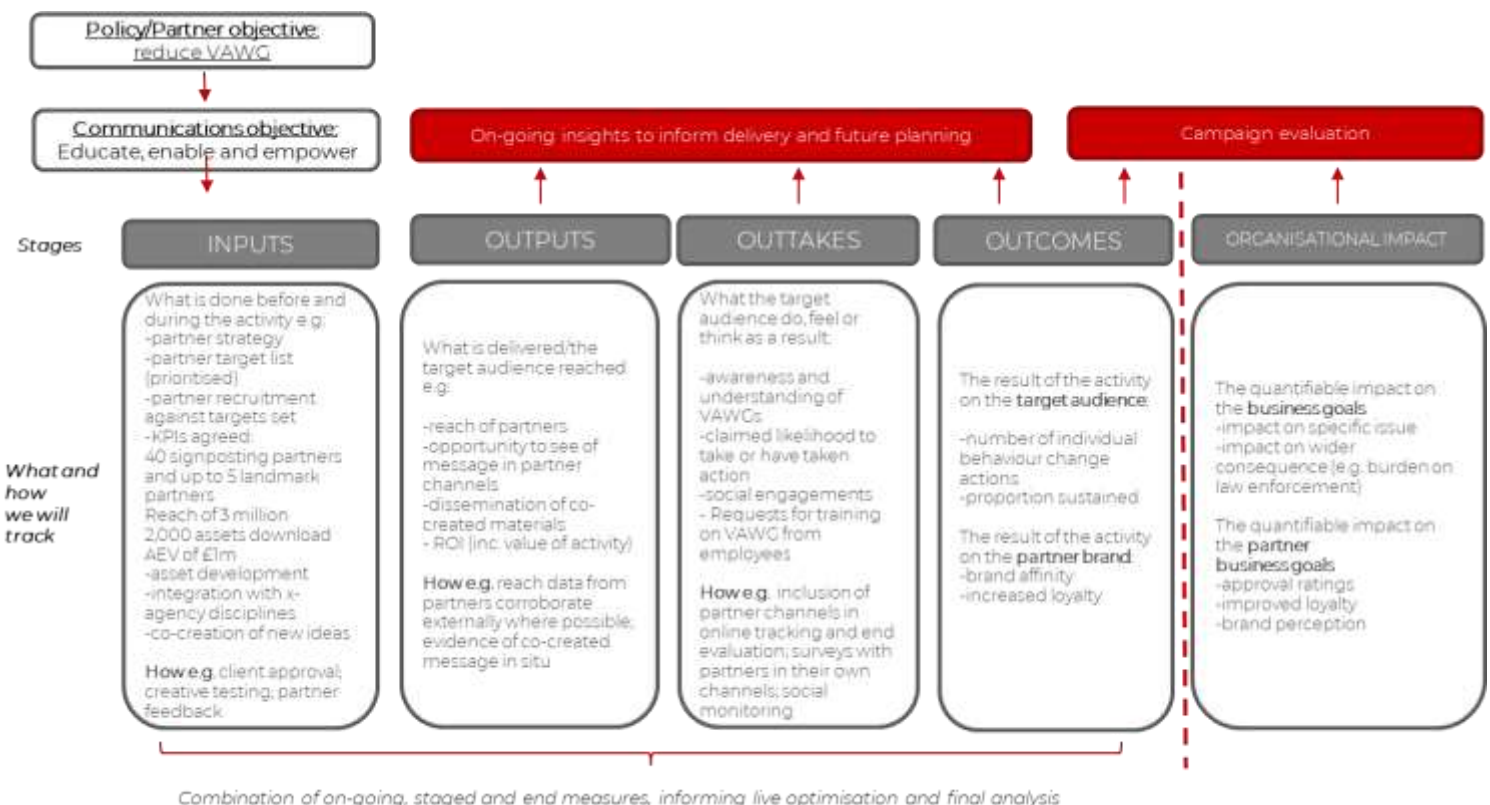 Policy/Partner objective:
reduce VAWG
Communications objective:
Educate, enable and empower
On-going insights to inform delivery and future planning
Campaign evaluation
Stages
INPUTS
OUTPUTS
OUTTAKES
OUTCOMES
ORGANISATIONAL IMPACT
What and
how
we will
track
What is done before and
during the activity e.g:
-partner strategy
-partner target list
(prioritised)
-partner recruitment
against targets set
-KPIs agreed:
40 signposting partners
and up to 5 landmark
partners
Reach of 3 million
2,000 assets download
AEV of £1m
-asset development
-integration with x-
agency disciplines
-co-creation of new ideas
How e.g. client approval;
creative testing; partner
feedback
What is delivered/the
target audience reached
e.g:
-reach of partners
-opportunity to see of
message in partner
channels
-dissemination of co-
created materials
- ROI (inc. value of activity)
How e.g. reach data from
partners corroborate
externally where possible;
evidence of co-created
message in situ
What the target
audience do, feel or
think as a result:
-awareness and
understanding of
VAWGs
-claimed likelihood to
take or have taken
action
-social engagements
- Requests for training
on VAWG from
employees
How e.g. inclusion of
partner channels in
online tracking and end
evaluation; surveys with
partners in their own
channels; social
monitoring
The result of the activity
on the target audience:
-number of individual
behaviour change
actions
-proportion sustained
The result of the activity
on the partner brand:
-brand affinity
-increased loyalty
The quantifiable impact on
the business goals
-impact on specific issue
-impact on wider
consequence (e.g. burden on
law enforcement)
The quantifiable impact on
the partner
business goals
-approval ratings
-improved loyalty
-brand perception
Combination of on-going, staged and end measures, informing live optimisation and final analysis